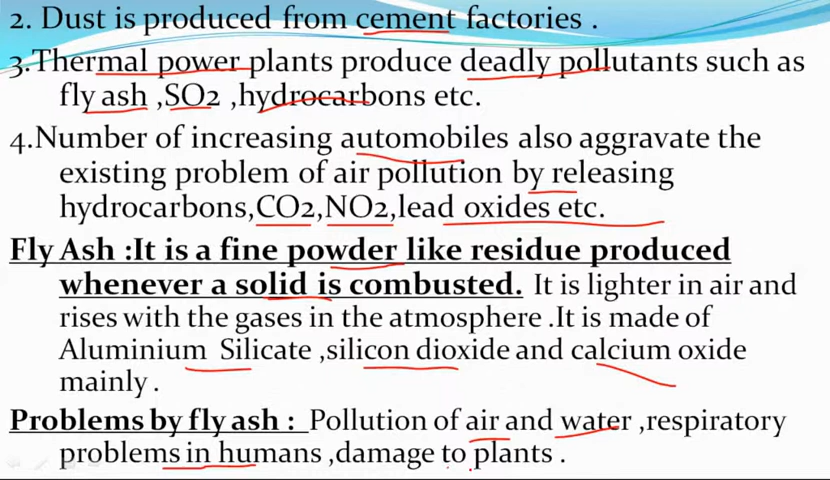 2. Dust is produced from cement factories .
3.Thermal power plants produce deadly pollutants such as
fly ash ,SO2 ,hydrocarbons etc.
4.Number of increasing automobiles also aggravate the
existing problem of air pollution by releasing
hydrocarbons,CO2,NO2,lead oxides etc.
Fly Ash :It is a fine powder like residue produced
whenever a solid is combusted. It is lighter in air and
rises with the gases in the atmosphere .It is made of
Aluminium Silicate ,silicon dioxide and calcium oxide
mainly .
Problems by fly ash : Pollution of air and water ,respiratory
problems in humans ,damage to plants .